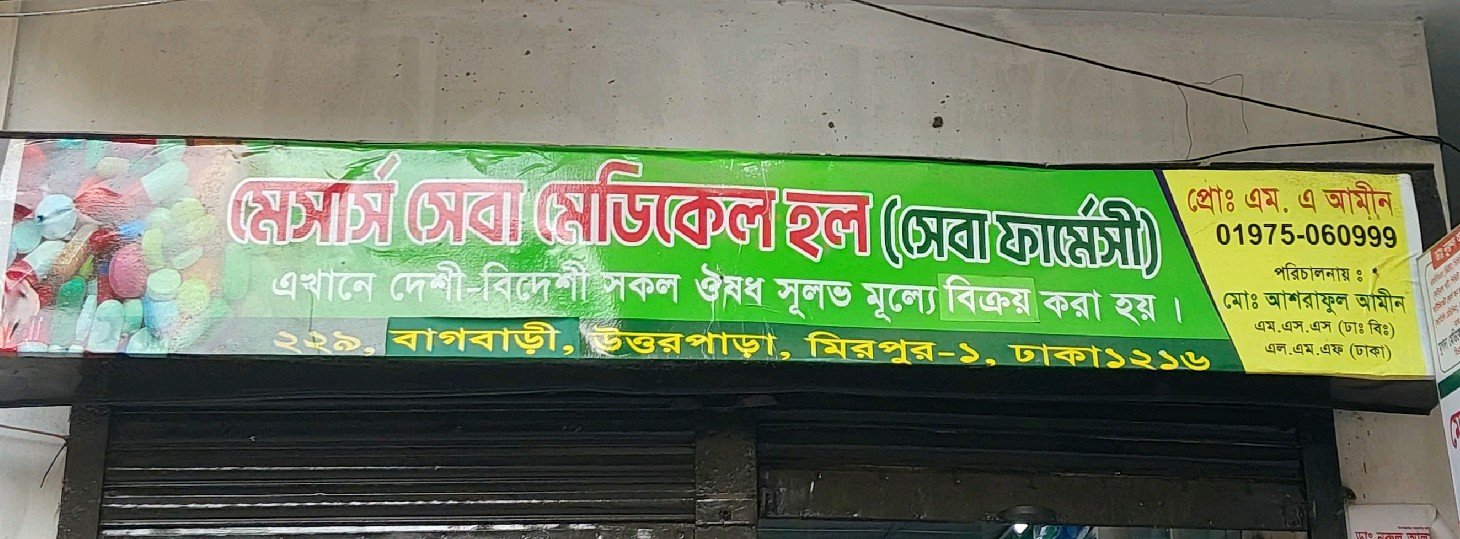 মেসার্স সেবা মেডিকেল হল (সেবা ফার্মেসী)
এখানে দেশী-বিদেশী সকল ঔষধ সূলভ মূল্যে বিক্রয় করা হয় ।
২২৯, বাগবাড়ী, উত্তরপাড়া, মিরপুর-১, ঢাকা১২১৬
প্রোঃ এম. এ আমীন
01975-060999
পরিচালনায় ঃ
মোঃ আশরাফুল আমীন
এম.এস.এস (ঢাঃ বিঃ)
এল.এম.এফ (ঢাকা)